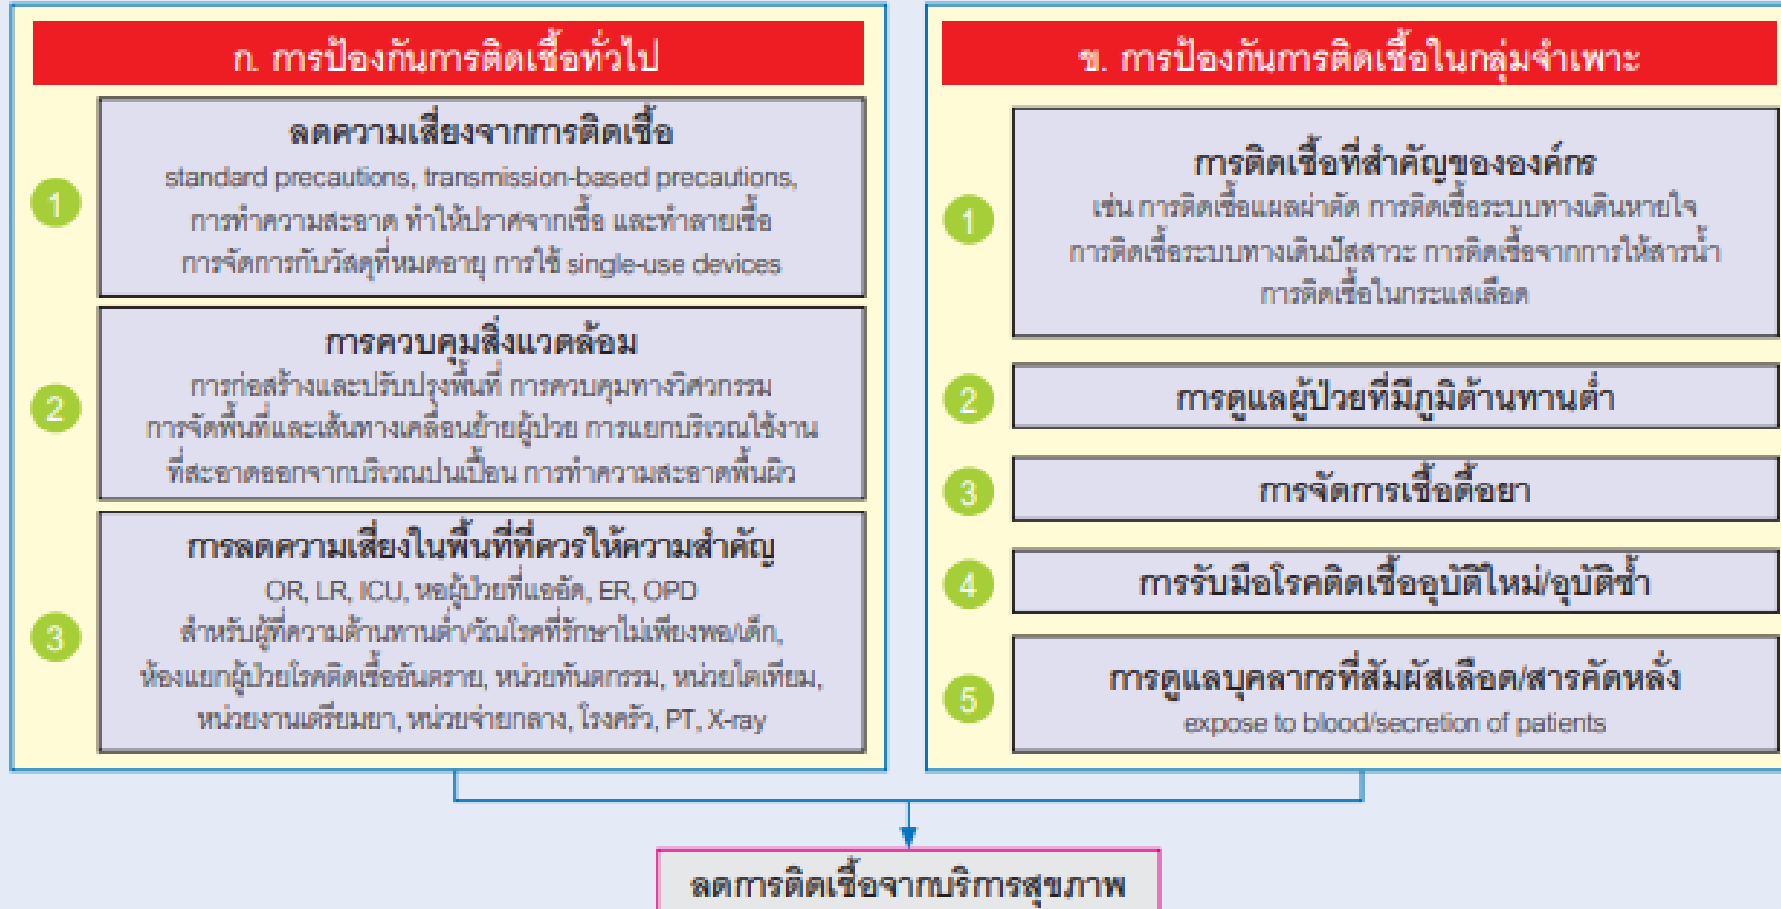 ก. การป้องกันการติดเชื้อทั่วไป
1
ลดความเสี่ยงจากการติดเชื้อ
standard precautions, transmission-based precautions,
การทำความสะอาด ทำให้ปราศจากเชื้อ และทำลายเชื้อ
การจัดการกับวัสดุที่หมดอายุ การใช้ single-use devices
2
การควบคุมสิ่งแวดล้อม
การก่อสร้างและปรับปรุงพื้นที่ การควบคุมทางวิศวกรรม
การจัดพื้นที่และเส้นทางเคลื่อนย้ายผู้ป่วย การแยกบริเวณใช้งาน
ที่สะอาดออกจากบริเวณปนเปื้อน การทำความสะอาดพื้นผิว
3
การลดความเสี่ยงในพื้นที่ที่ควรให้ความสำคัญ
OR, LR, ICU, หอผู้ป่วยที่แออัด, ER, OPD
สำหรับผู้ที่ความต้านทานต่ำ/วัณโรคที่รักษาไม่เพียงพอ/เด็ก,
ห้องแยกผู้ป่วยโรคติดเชื้ออันตราย, หน่วยทันตกรรม, หน่วยไตเทียม,
หน่วยงานเตรียมยา, หน่วยจ่ายกลาง, โรงครัว, PT, X-ray
ข. การป้องกันการติดเชื้อในกลุ่มจำเพาะ
1
การติดเชื้อที่สำคัญขององค์กร
เช่น การติดเชื้อแผลผ่าตัด การติดเชื้อระบบทางเดินหายใจ
การติดเชื้อระบบทางเดินปัสสาวะ การติดเชื้อจากการให้สารน้ำ
การติดเชื้อในกระแสเลือด
2
การดูแลผู้ป่วยที่มีภูมิต้านทานต่ำ
3
การจัดการเชื้อดื้อยา
4
การรับมือโรคติดเชื้ออุบัติใหม่/อุบัติซ้ำ
5
การดูแลบุคลากรที่สัมผัสเลือด/สารคัดหลั่ง
expose to blood/secretion of patients
ลดการติดเชื้อจากบริการสุขภาพ